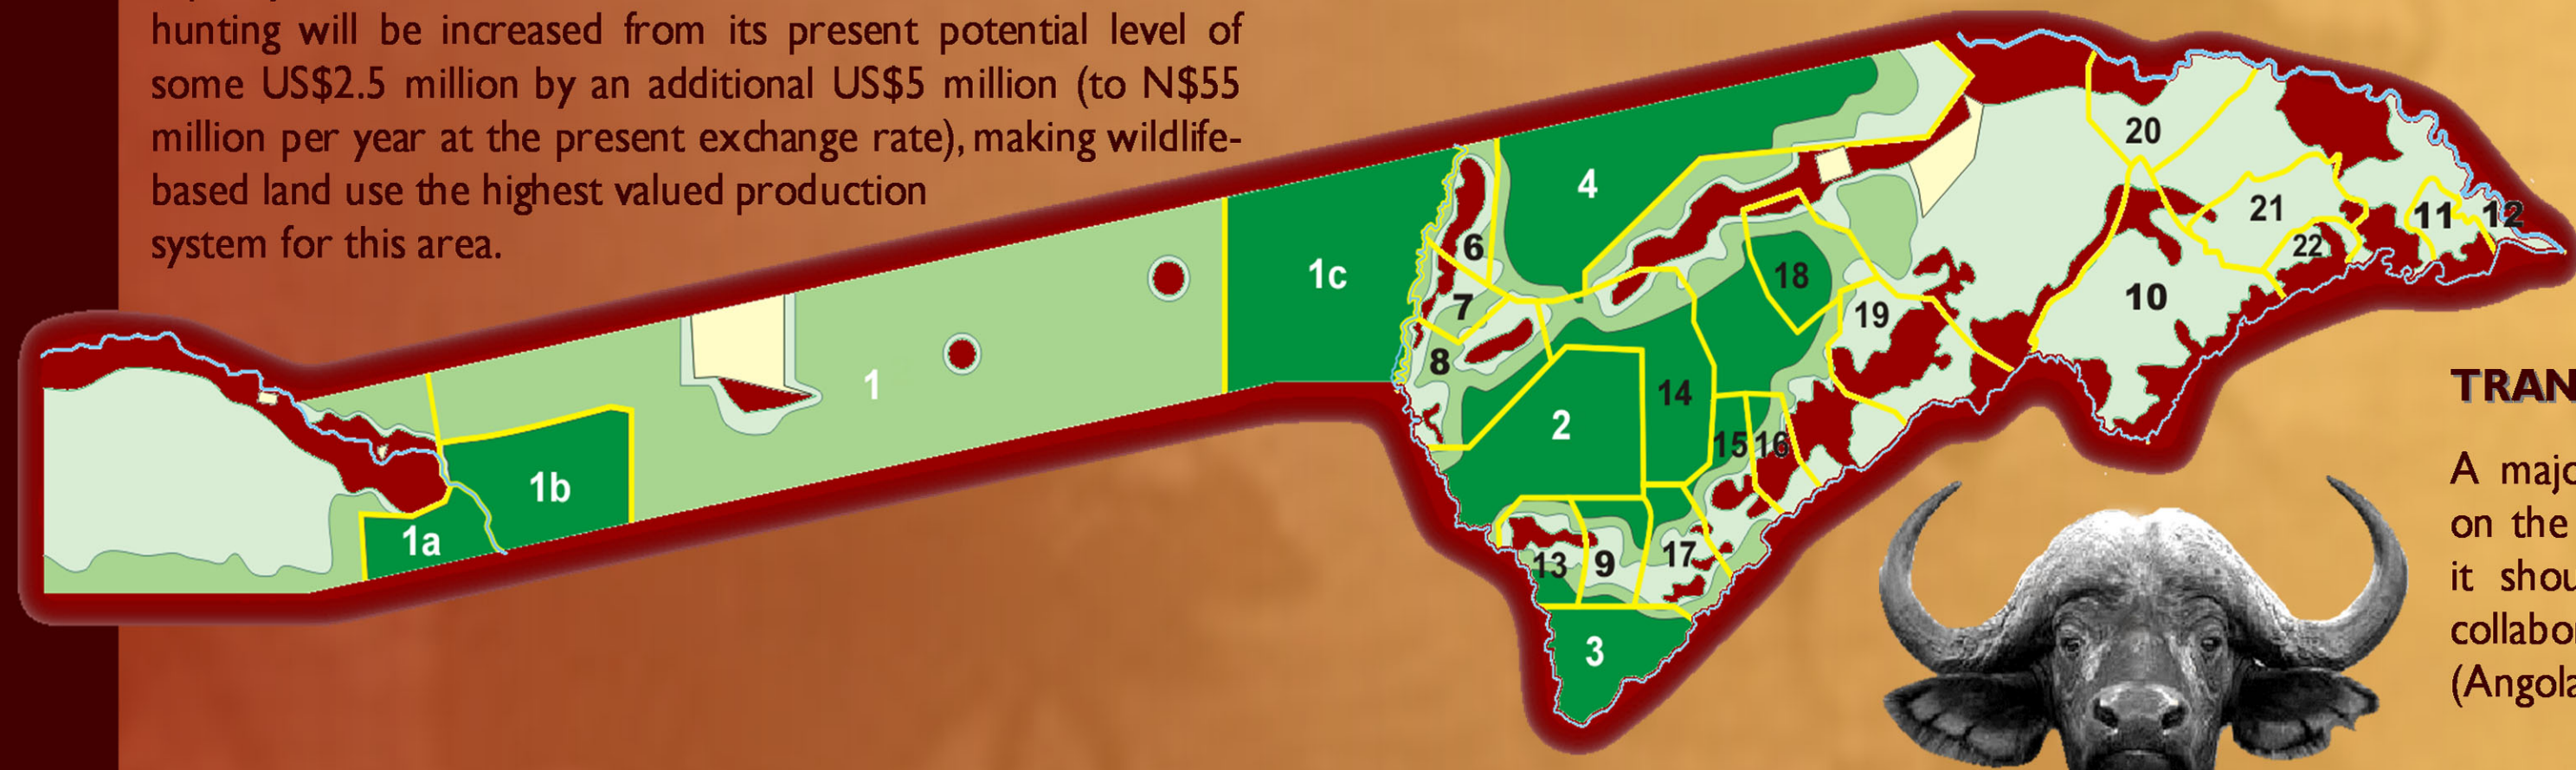 hunting will be increased from its present potential level of
some US$2.5 million by an additional US$5 million (to N$55
million per year at the present exchange rate), making wildlife-
based land use the highest valued production
system for this area.
4
20
6
1c
18
21
11
12
22
7
19
10
8
1
14
2
15
16
1b
1a
13
9
17
3
TRAN
A majo
on the
it shou
collabo
(Angola